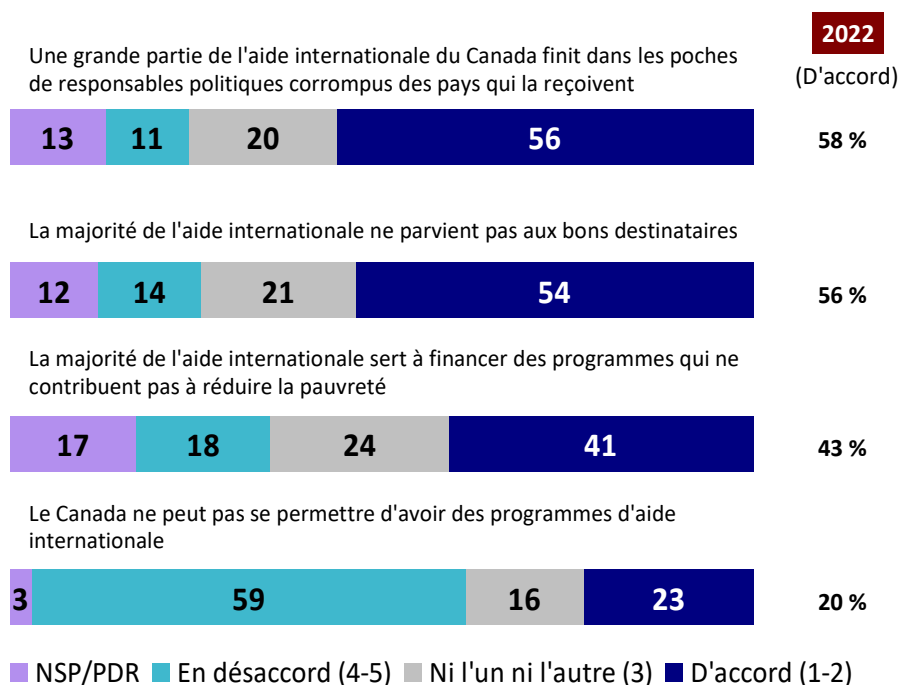 2022
(D'accord)
Une grande partie de l'aide internationale du Canada finit dans les poches
de responsables politiques corrompus des pays qui la reçoivent
13 11 20 56 58 %
La majorité de l'aide internationale ne parvient pas aux bons destinataires
12 14 21 54 56 %
La majorité de l'aide internationale sert à financer des programmes qui ne
contribuent pas à réduire la pauvreté
17 18 24 41 43 %
Le Canada ne peut pas se permettre d'avoir des programmes d'aide
internationale
3 59 16 23 20 %
NSP/PDR En désaccord (4-5) Ni l'un ni l'autre (3) D'accord (1-2)